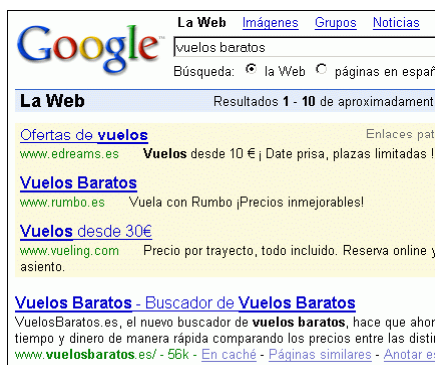 La Web Imágenes Grupos Noticias
Google
vuelos baratos
Búsqueda: la Web páginas en españ
La Web Resultados 1 - 10 de aproximadament
Ofertas de vuelos Enlaces pat
www.edreams.es Vuelos desde 10 € ¡ Date prisa, plazas limitadas !
Vuelos Baratos
www.rumbo.es Vuela con Rumbo ¡Precios inmejorables!
Vuelos desde 30€
www.vueling.com Precio por trayecto, todo incluido. Reserva online y
asiento.
Vuelos Baratos - Buscador de Vuelos Baratos
VuelosBaratos.es, el nuevo buscador de vuelos baratos, hace que ahor
tiempo y dinero de manera rápida comparando los precios entre las distin
www.vuelosbaratos.es/ - 56k - En caché - Páginas similares - Anotar es